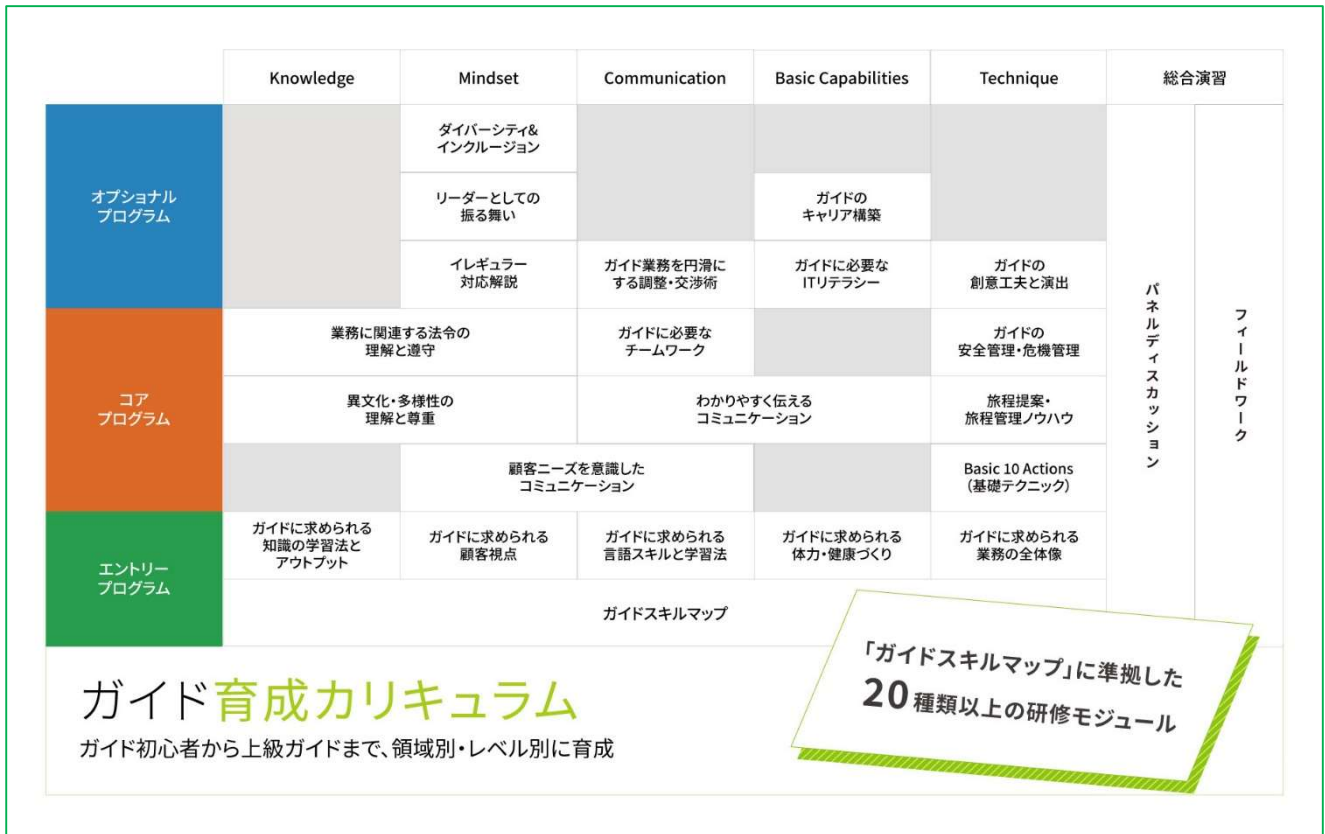 Knowledge
Mindset
Communication
Basic Capabilities
Technique
総合演習
オプショナル
プログラム
ダイバーシティ&
インクルージョン
リーダーとしての
振る舞い
ガイドの
キャリア構築
イレギュラー
対応解説
ガイド業務を円滑に
する調整・交渉術
ガイドに必要な
ITリテラシー
ガイドの
創意工夫と演出
コア
プログラム
業務に関連する法令の
理解と遵守
ガイドに必要な
チームワーク
ガイドの
安全管理・危機管理
異文化・多様性の
理解と尊重
わかりやすく伝える
コミュニケーション
旅程提案・
旅程管理ノウハウ
顧客ニーズを意識した
コミュニケーション
Basic 10 Actions
(基礎テクニック)
エントリー
プログラム
ガイドに求められる
知識の学習法と
アウトプット
ガイドに求められる
顧客視点
ガイドに求められる
言語スキルと学習法
ガイドに求められる
体力・健康づくり
ガイドに求められる
業務の全体像
ガイドスキルマップ
パネルディスカッション
フィールドワーク
ガイド育成カリキュラム
ガイド初心者から上級ガイドまで、領域別・レベル別に育成
「ガイドスキルマップ」に準拠した
20種類以上の研修モジュール